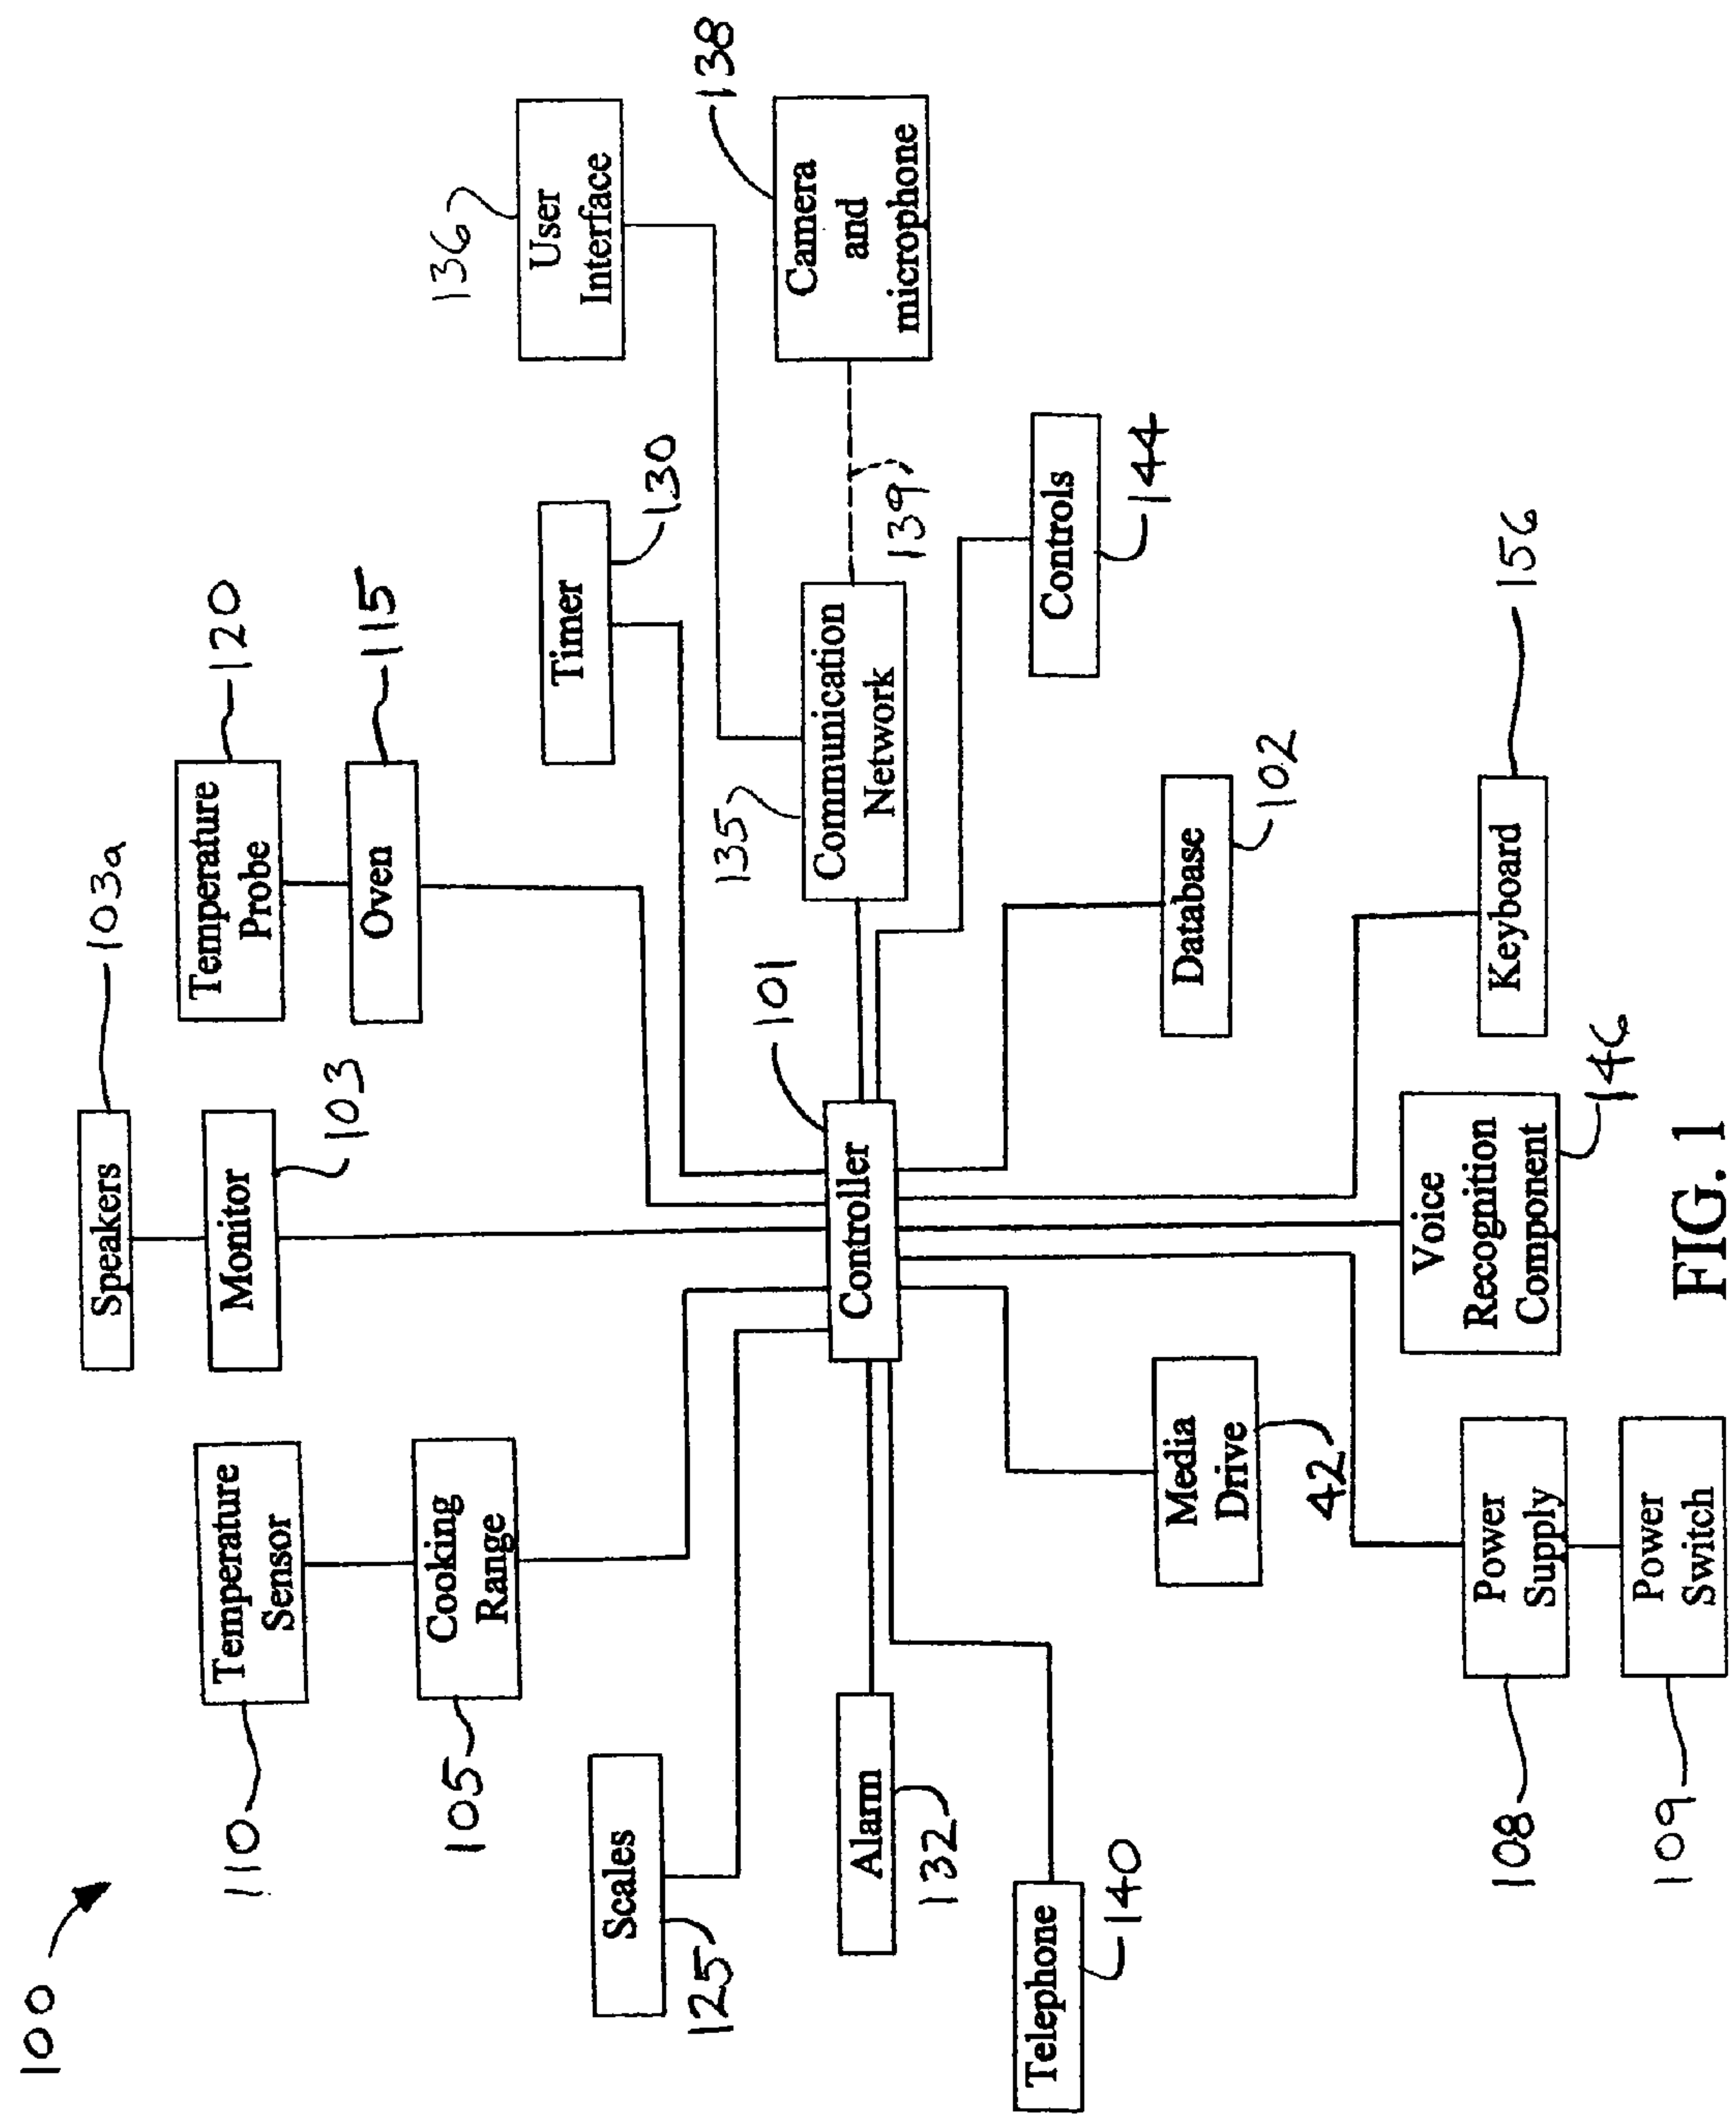 100
Speakers
103a
Monitor
103
Temperature
Sensor
110
Cooking
Range
105
Temperature
Probe
120
Oven
115
Scales
125
Timer
130
User
Interface
136
Camera
and
microphone
138
139
Communication
Network
135
Controller
101
Alarm
132
Telephone
140
Media
Drive
42
Database
102
Controls
144
Keyboard
156
Voice
Recognition
Component
146
Power
Supply
108
Power
Switch
109
FIG. 1